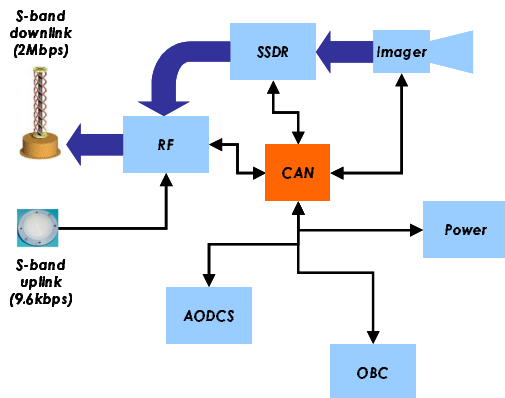 S-band
downlink
(2Mbps)
SSDR
Imager
RF
CAN
S-band
uplink
(9.6kbps)
Power
AODCS
OBC